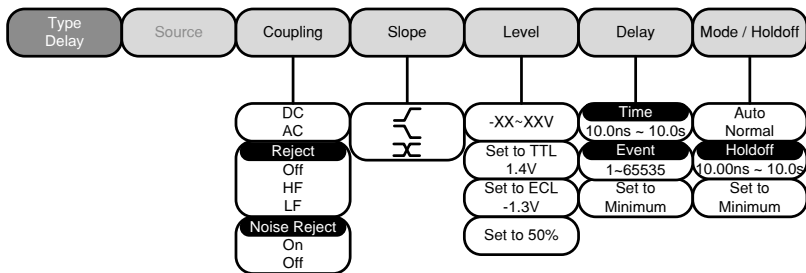 Type
Delay
Source
Coupling
Slope
Level
Delay
Mode / Holdoff
DC
AC
Reject
Off
HF
LF
Noise Reject
On
Off
-XX~XXV
Set to TTL
1.4V
Set to ECL
-1.3V
Set to 50%
Time
10.0ns ~ 10.0s
Event
1~65535
Set to
Minimum
Auto
Normal
Holdoff
10.00ns ~ 10.0s
Set to
Minimum